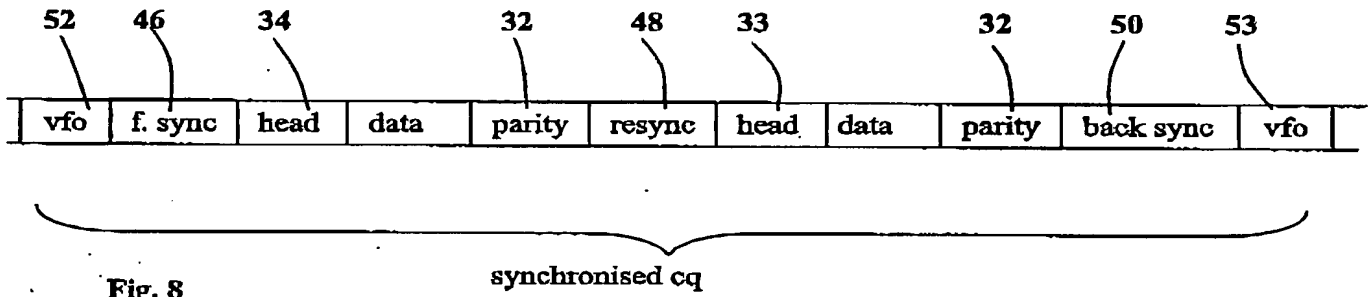 52 46 34 32 48 33 32 50 53
vfo f. sync head data parity resync head data parity back sync vfo
synchronised cq
Fig. 8